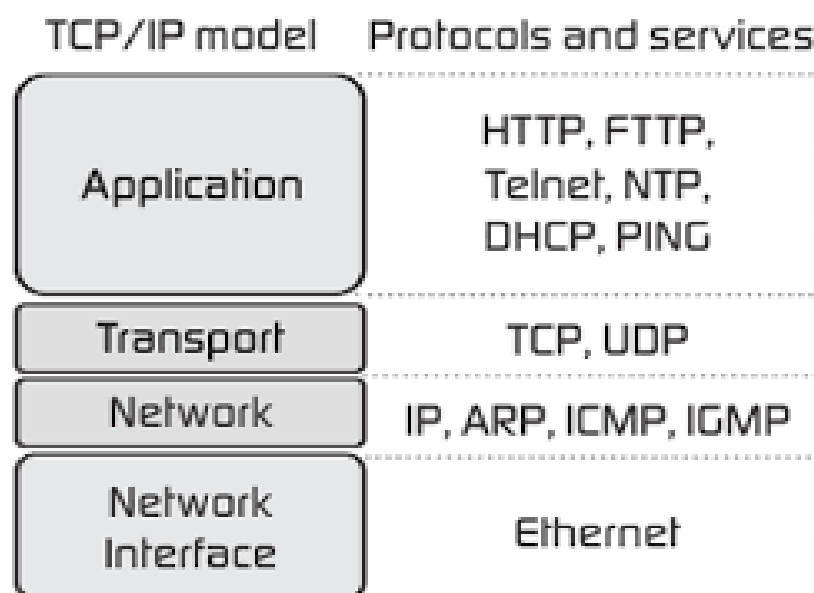 TCP/IP model Protocols and services
Application
HTTP, FTTP,
Telnet, NTP,
DHCP, PING
Transport
TCP, UDP
Network
IP, ARP, ICMP, IGMP
Network
Interface
Ethernet